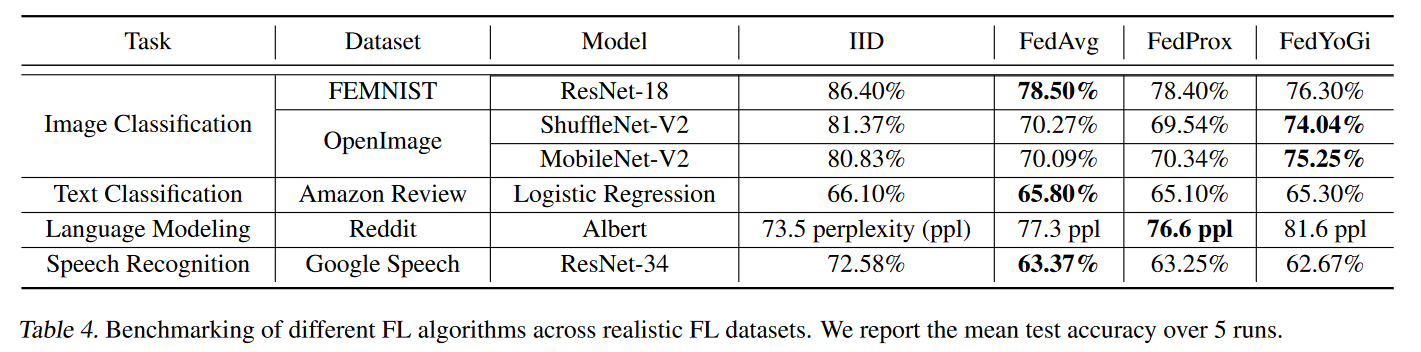 Task Dataset Model IID FedAvg FedProx FedYoGi
Image Classification FEMNIST ResNet-18 86.40% 78.50% 78.40% 76.30%
OpenImage ShuffleNet-V2 81.37% 70.27% 69.54% 74.04%
MobileNet-V2 80.83% 70.09% 70.34% 75.25%
Text Classification Amazon Review Logistic Regression 66.10% 65.80% 65.10% 65.30%
Language Modeling Reddit Albert 73.5 perplexity (ppl) 77.3 ppl 76.6 ppl 81.6 ppl
Speech Recognition Google Speech ResNet-34 72.58% 63.37% 63.25% 62.67%
Table 4. Benchmarking of different FL algorithms across realistic FL datasets. We report the mean test accuracy over 5 runs.